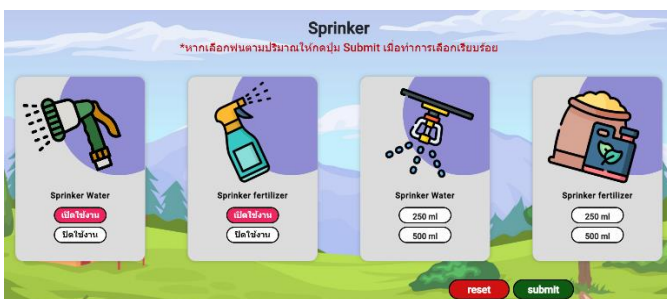 Sprinker
*หากเลือกพ่นตามปริมาณให้กดปุ่ม Submit เมื่อทำการเลือกเรียบร้อย
Sprinker Water
เปิดใช้งาน
ปิดใช้งาน
Sprinker fertilizer
เปิดใช้งาน
ปิดใช้งาน
Sprinker Water
250 ml
500 ml
Sprinker fertilizer
250 ml
500 ml
reset
submit